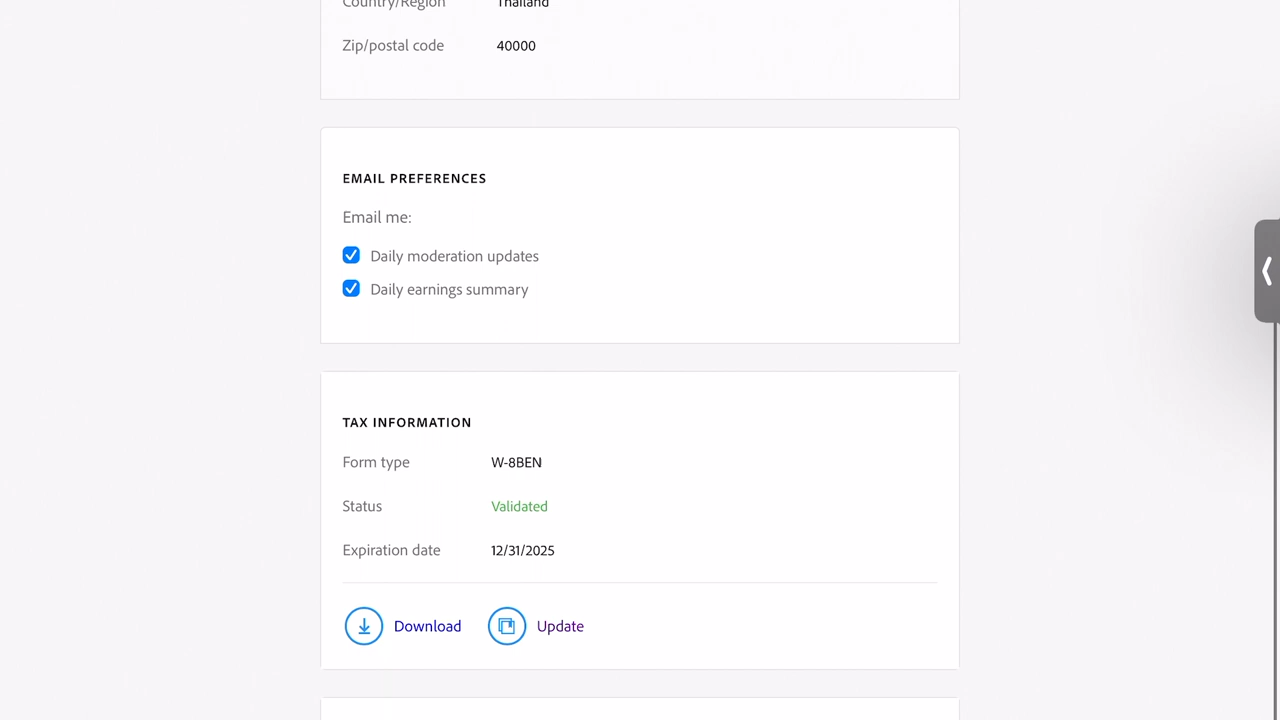 Country/Region Thailand
Zip/postal code 40000
EMAIL PREFERENCES
Email me:
Daily moderation updates
Daily earnings summary
TAX INFORMATION
Form type W-8BEN
Status Validated
Expiration date 12/31/2025
Download Update